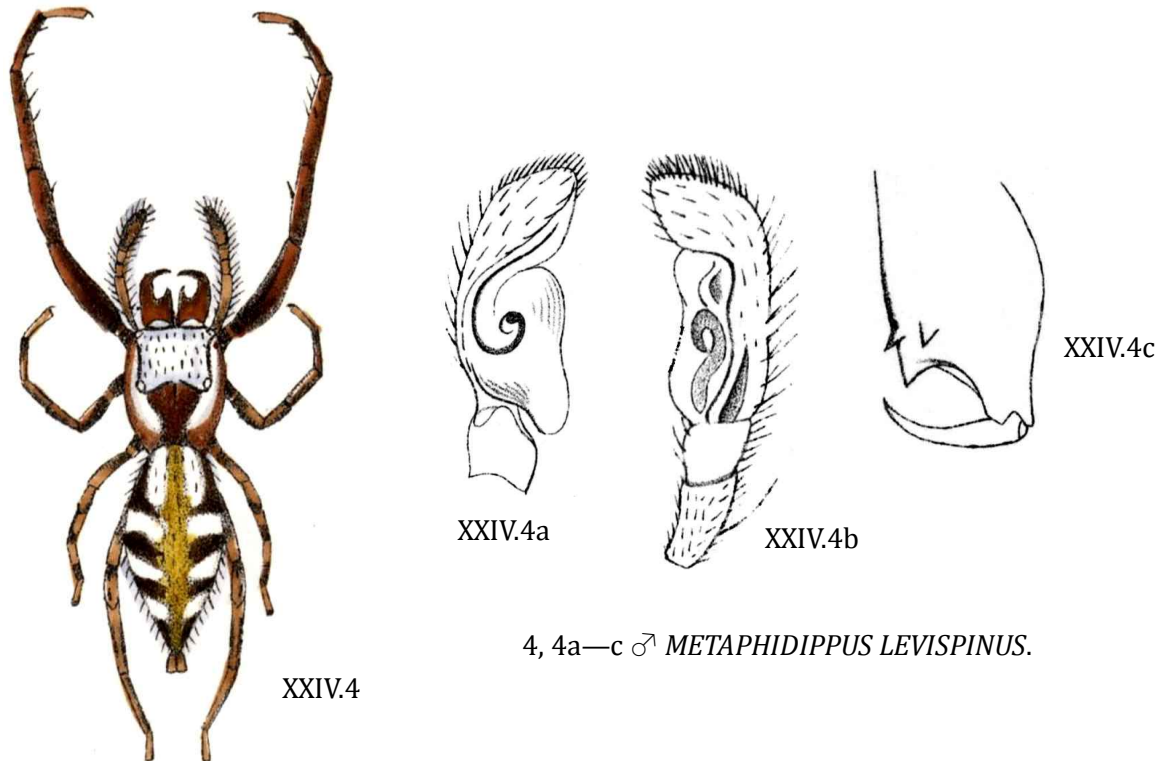 XXIV.4
XXIV.4a
XXIV.4b
XXIV.4c
4, 4a—c ♂ METAPHIDIPPUS LEVISPINUS.